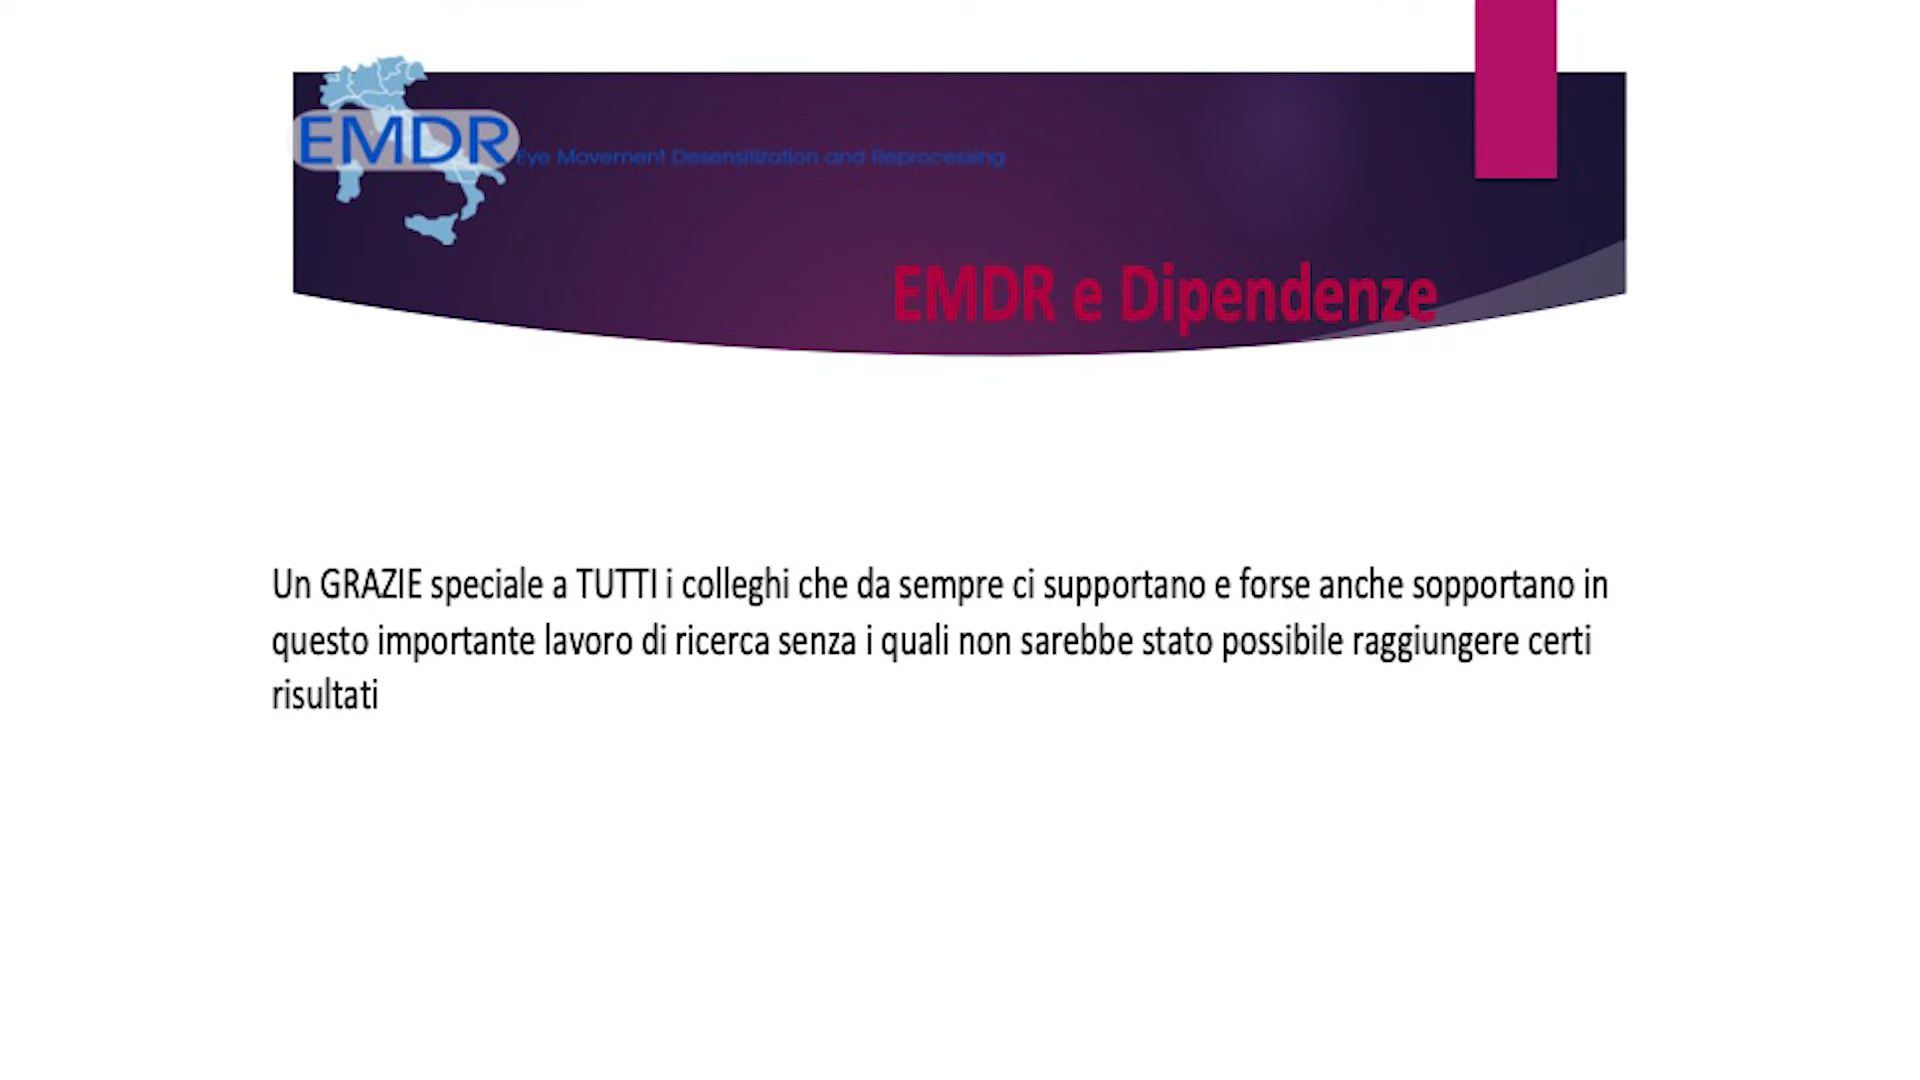 EMDR
Eye Movement Desensitization and Reprocessing
EMDR e Dipendenze
Un GRAZIE speciale a TUTTI i colleghi che da sempre ci supportano e forse anche sopportano in
questo importante lavoro di ricerca senza i quali non sarebbe stato possibile raggiungere certi
risultati